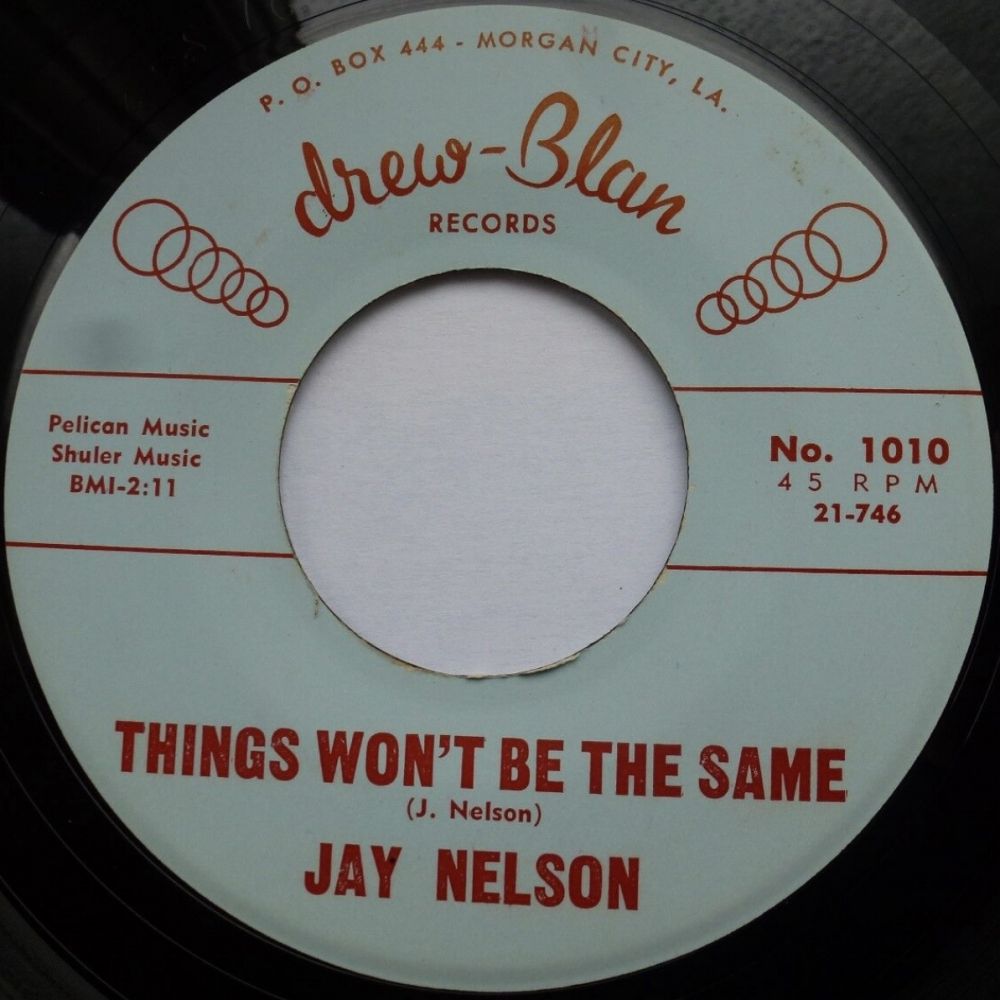 P. O. BOX 444 - MORGAN CITY, LA.
drew-Blan
RECORDS
Pelican Music
Shuler Music
BMI-2:11
No. 1010
45 RPM
21-746
THINGS WON'T BE THE SAME
(J. Nelson)
JAY NELSON